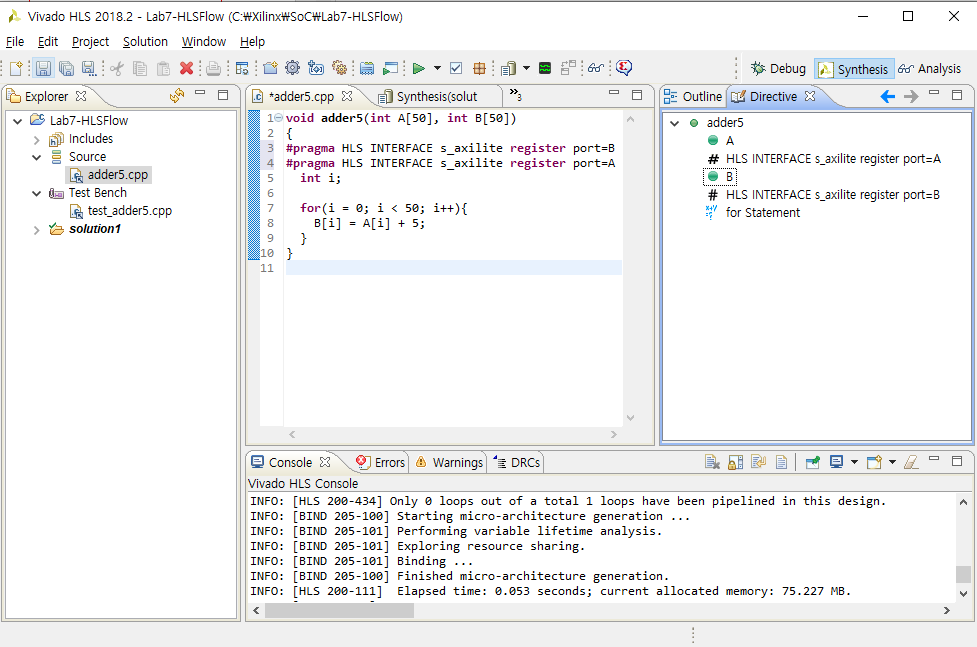 Vivado HLS 2018.2 - Lab7-HLSFlow (C:₩Xilinx₩SoC₩Lab7-HLSFlow)
File Edit Project Solution Window Help
Debug Synthesis Analysis
Explorer
Lab7-HLSFlow
Includes
Source
adder5.cpp
Test Bench
test_adder5.cpp
solution1
*adder5.cpp Synthesis(solut »3
1 void adder5(int A[50], int B[50])
2 {
3 #pragma HLS INTERFACE s_axilite register port=B
4 #pragma HLS INTERFACE s_axilite register port=A
5 int i;
6
7 for(i = 0; i < 50; i++){
8 B[i] = A[i] + 5;
9 }
10 }
11
Outline Directive
adder5
A
# HLS INTERFACE s_axilite register port=A
B
# HLS INTERFACE s_axilite register port=B
for Statement
Console Errors Warnings DRCs
Vivado HLS Console
INFO: [HLS 200-434] Only 0 loops out of a total 1 loops have been pipelined in this design.
INFO: [BIND 205-100] Starting micro-architecture generation ...
INFO: [BIND 205-101] Performing variable lifetime analysis.
INFO: [BIND 205-101] Exploring resource sharing.
INFO: [BIND 205-101] Binding ...
INFO: [BIND 205-100] Finished micro-architecture generation.
INFO: [HLS 200-111] Elapsed time: 0.053 seconds; current allocated memory: 75.227 MB.